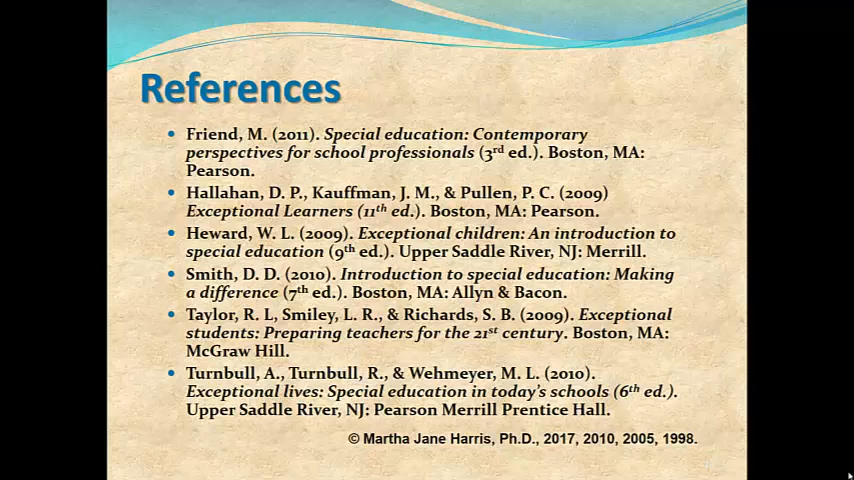 References
Friend, M. (2011). Special education: Contemporary
perspectives for school professionals (3rd ed.). Boston, MA:
Pearson.
Hallahan, D. P., Kauffman, J. M., & Pullen, P. C. (2009)
Exceptional Learners (11th ed.). Boston, MA: Pearson.
Heward, W. L. (2009). Exceptional children: An introduction to
special education (9th ed.). Upper Saddle River, NJ: Merrill.
Smith, D. D. (2010). Introduction to special education: Making
a difference (7th ed.). Boston, MA: Allyn & Bacon.
Taylor, R. L, Smiley, L. R., & Richards, S. B. (2009). Exceptional
students: Preparing teachers for the 21st century. Boston, MA:
McGraw Hill.
Turnbull, A., Turnbull, R., & Wehmeyer, M. L. (2010).
Exceptional lives: Special education in today's schools (6th ed.).
Upper Saddle River, NJ: Pearson Merrill Prentice Hall.
© Martha Jane Harris, Ph.D., 2017, 2010, 2005, 1998.